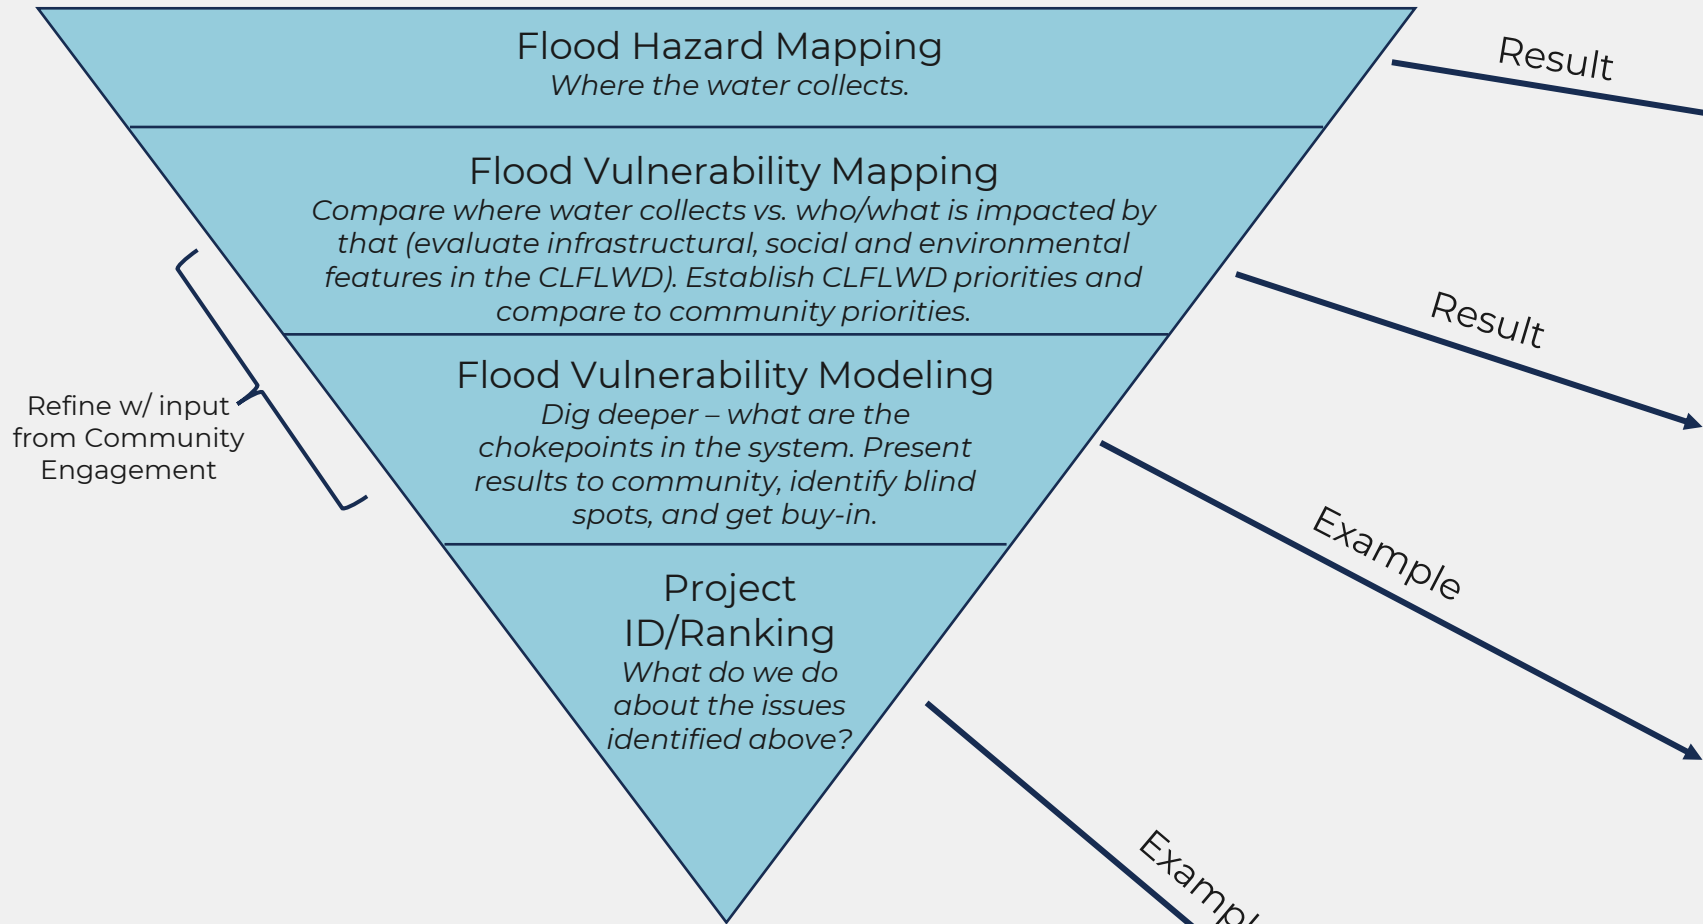 Flood Hazard Mapping
Where the water collects.
Result
Flood Vulnerability Mapping
Compare where water collects vs. who/what is impacted by
that (evaluate infrastructural, social and environmental
features in the CLFLWD). Establish CLFLWD priorities and
compare to community priorities.
Result
Flood Vulnerability Modeling
Dig deeper – what are the
chokepoints in the system. Present
results to community, identify blind
spots, and get buy-in.
Refine w/ input
from Community
Engagement
Example
Project
ID/Ranking
What do we do
about the issues
identified above?